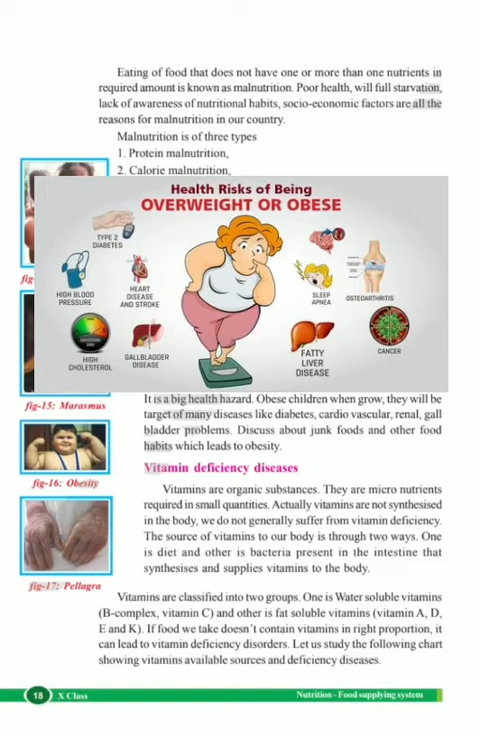 Eating of food that does not have one or more than one nutrients in
required amount is known as malnutrition. Poor health, will full starvation,
lack of awareness of nutritional habits, socio-economic factors are all the
reasons for malnutrition in our country.
Malnutrition is of three types
1. Protein malnutrition,
2. Calorie malnutrition,
fig-
Health Risks of Being
OVERWEIGHT OR OBESE
TYPE 2
DIABETES
HIGH BLOOD
PRESSURE
HEART
DISEASE
AND STROKE
SLEEP
APNEA
OSTEOARTHRITIS
HIGH
CHOLESTEROL
GALLBLADDER
DISEASE
FATTY
LIVER
DISEASE
CANCER
It is a big health hazard. Obese children when grow, they will be
target of many diseases like diabetes, cardio vascular, renal, gall
bladder problems. Discuss about junk foods and other food
habits which leads to obesity.
fig-15: Marasmus
fig-16: Obesity
Vitamin deficiency diseases
Vitamins are organic substances. They are micro nutrients
required in small quantities. Actually vitamins are not synthesised
in the body, we do not generally suffer from vitamin deficiency.
The source of vitamins to our body is through two ways. One
is diet and other is bacteria present in the intestine that
synthesises and supplies vitamins to the body.
fig-17: Pellagra
Vitamins are classified into two groups. One is Water soluble vitamins
(B-complex, vitamin C) and other is fat soluble vitamins (vitamin A, D,
E and K). If food we take doesn't contain vitamins in right proportion, it
can lead to vitamin deficiency disorders. Let us study the following chart
showing vitamins available sources and deficiency diseases.
18 X Class
Nutrition - Food supplying system